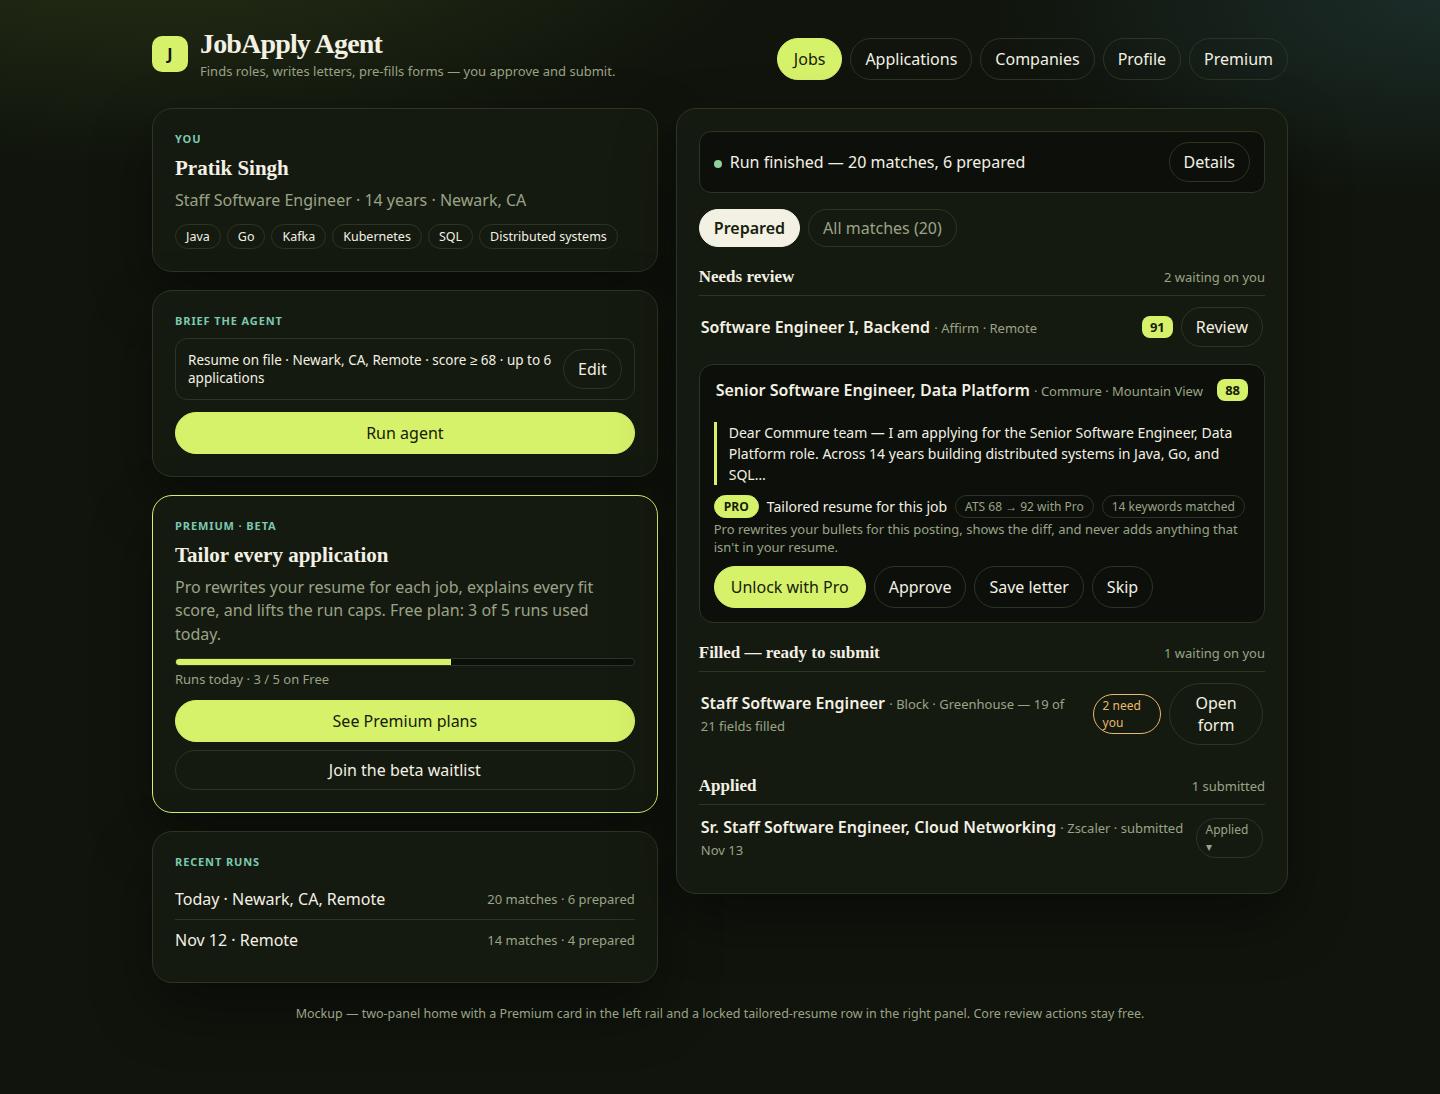 J
JobApply Agent
Finds roles, writes letters, pre-fills forms — you approve and submit.
Jobs
Applications
Companies
Profile
Premium
YOU
Pratik Singh
Staff Software Engineer · 14 years · Newark, CA
Java
Go
Kafka
Kubernetes
SQL
Distributed systems
BRIEF THE AGENT
Resume on file · Newark, CA, Remote · score ≥ 68 · up to 6
applications
Edit
Run agent
PREMIUM · BETA
Tailor every application
Pro rewrites your resume for each job, explains every fit
score, and lifts the run caps. Free plan: 3 of 5 runs used
today.
Runs today · 3 / 5 on Free
See Premium plans
Join the beta waitlist
RECENT RUNS
Today · Newark, CA, Remote
20 matches · 6 prepared
Nov 12 · Remote
14 matches · 4 prepared
Run finished — 20 matches, 6 prepared
Details
Prepared
All matches (20)
Needs review
2 waiting on you
Software Engineer I, Backend · Affirm · Remote
91
Review
Senior Software Engineer, Data Platform · Commure · Mountain View
88
Dear Commure team — I am applying for the Senior Software Engineer, Data
Platform role. Across 14 years building distributed systems in Java, Go, and
SQL...
PRO
Tailored resume for this job
ATS 68 → 92 with Pro
14 keywords matched
Pro rewrites your bullets for this posting, shows the diff, and never adds anything that
isn't in your resume.
Unlock with Pro
Approve
Save letter
Skip
Filled — ready to submit
1 waiting on you
Staff Software Engineer · Block · Greenhouse — 19 of
21 fields filled
2 need
you
Open
form
Applied
1 submitted
Sr. Staff Software Engineer, Cloud Networking · Zscaler · submitted
Nov 13
Applied
▾
Mockup — two-panel home with a Premium card in the left rail and a locked tailored-resume row in the right panel. Core review actions stay free.